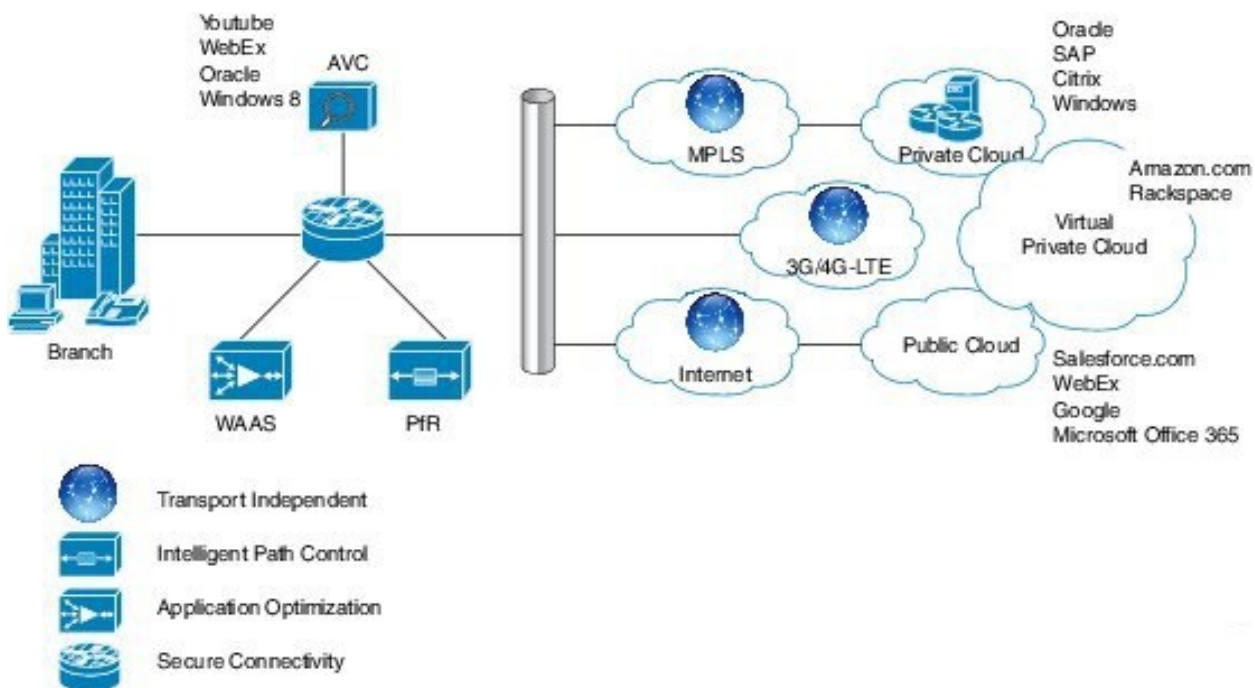 Youtube
WebEx
Oracle
Windows 8
AVC
Branch
WAAS
PfR
MPLS
Private Cloud
Oracle
SAP
Citrix
Windows
Amazon.com
Rackspace
Virtual
Private Cloud
3G/4G-LTE
Internet
Public Cloud
Salesforce.com
WebEx
Google
Microsoft Office 365
Transport Independent
Intelligent Path Control
Application Optimization
Secure Connectivity